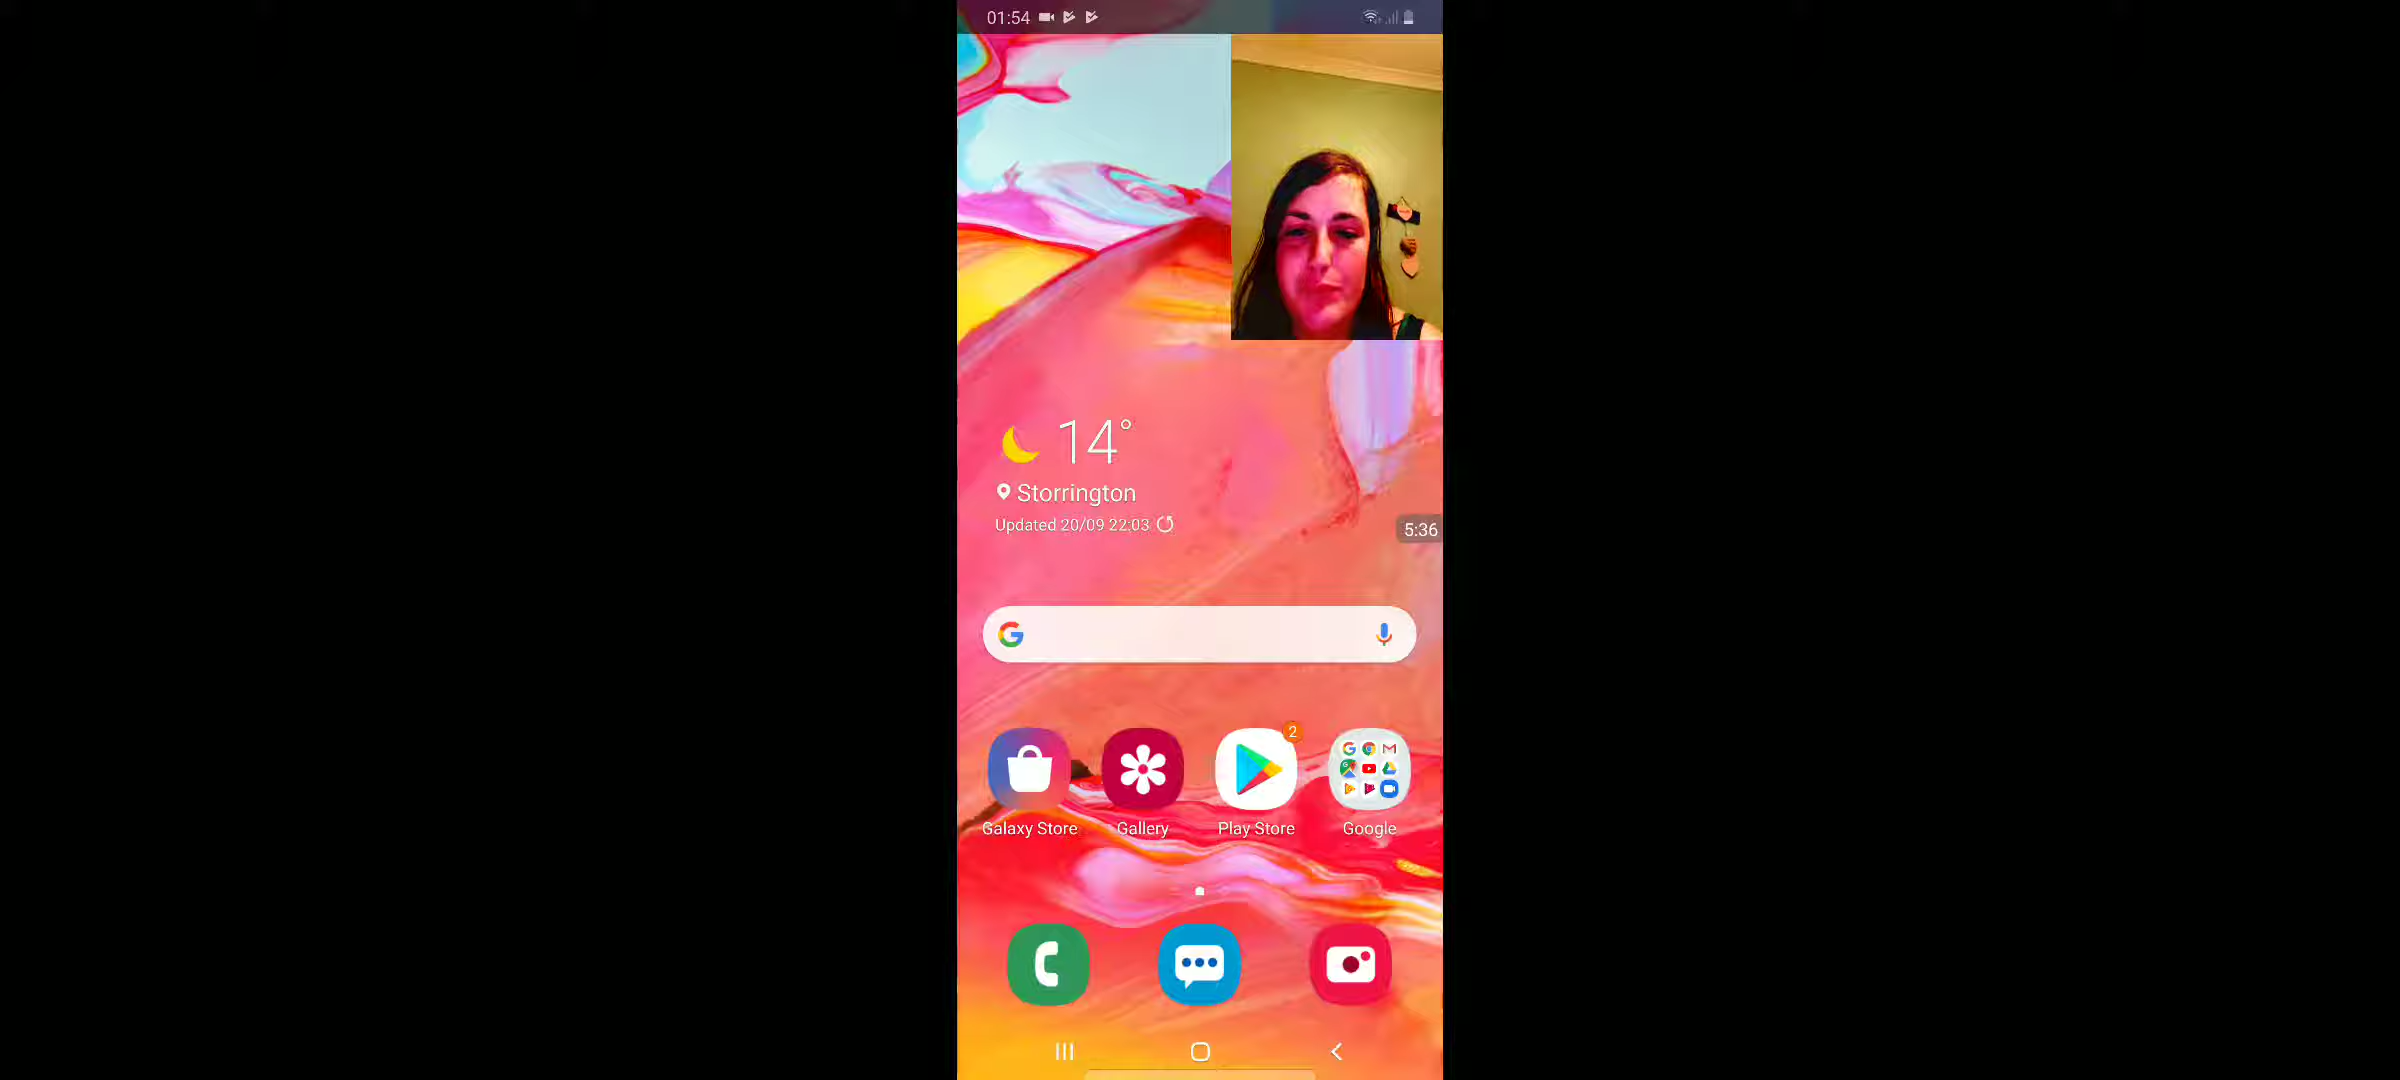 01:54
14°
Storrington
Updated 20/09 22:03
5:36
2
Galaxy Store
Gallery
Play Store
Google